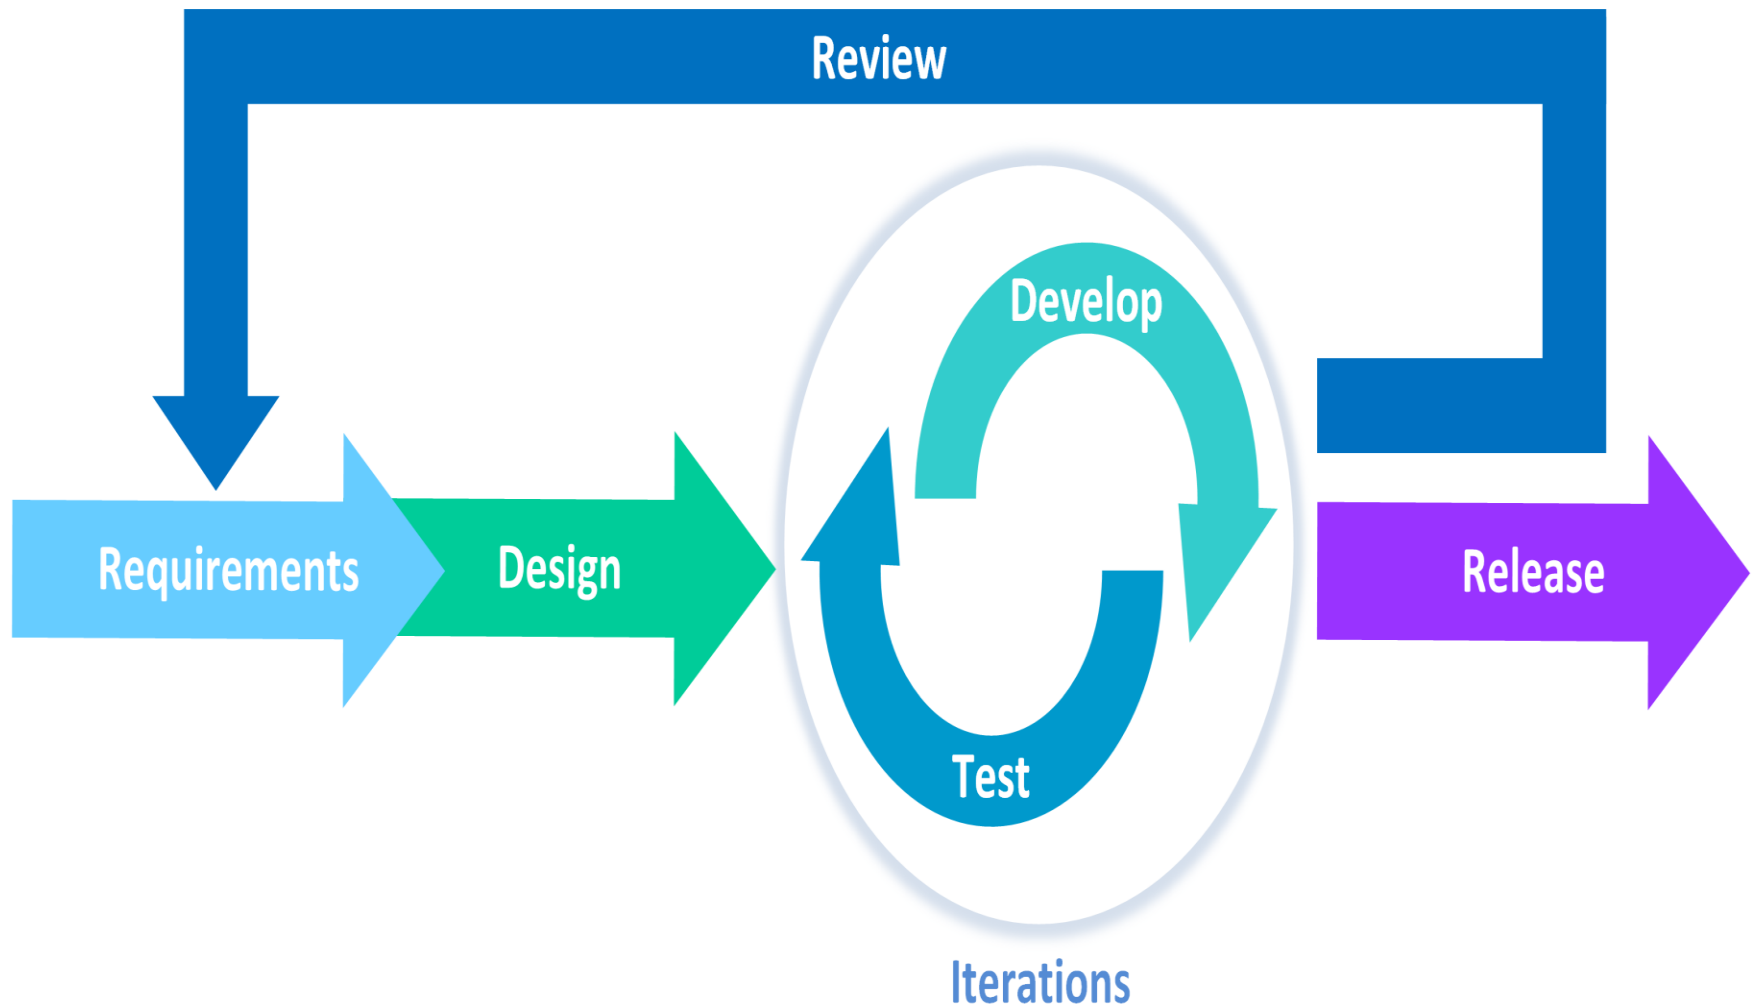 Review
Develop
Requirements
Design
Release
Test
Iterations